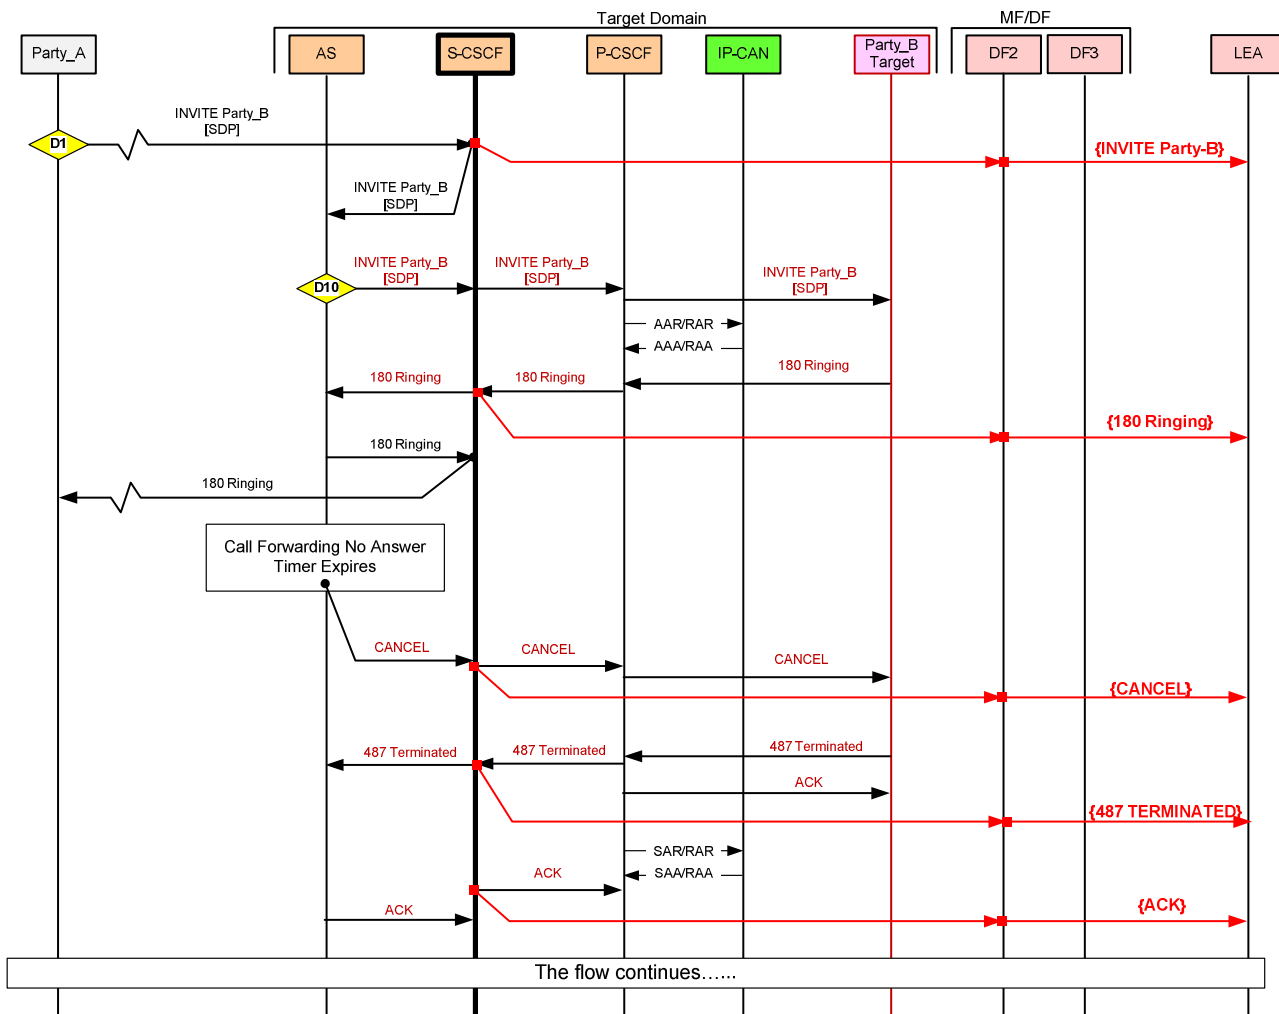 Target Domain
MF/DF
Party_A
AS
S-CSCF
P-CSCF
IP-CAN
Party_B
Target
DF2
DF3
LEA
INVITE Party_B
[SDP]
D1
{INVITE Party-B}
INVITE Party_B
[SDP]
INVITE Party_B
[SDP]
INVITE Party_B
[SDP]
INVITE Party_B
[SDP]
D10
AAR/RAR
AAA/RAA
180 Ringing
180 Ringing
180 Ringing
{180 Ringing}
180 Ringing
180 Ringing
Call Forwarding No Answer
Timer Expires
CANCEL
CANCEL
CANCEL
{CANCEL}
487 Terminated
487 Terminated
487 Terminated
ACK
{487 TERMINATED}
SAR/RAR
SAA/RAA
ACK
ACK
{ACK}
The flow continues…...